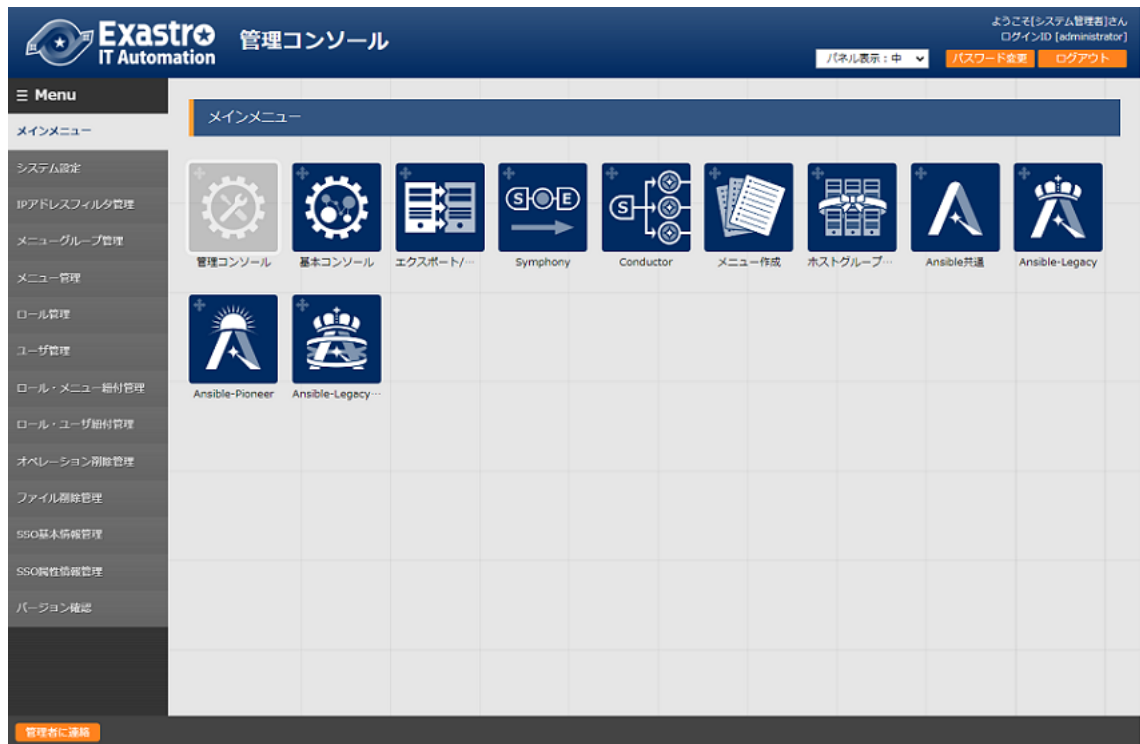 Exastro
IT Automation
管理コンソール
ようこそ[システム管理者]さん
ログインID [administrator]
パネル表示：中
パスワード変更
ログアウト
☰ Menu
メインメニュー
システム設定
IPアドレスフィルタ管理
メニューグループ管理
メニュー管理
ロール管理
ユーザ管理
ロール・メニュー紐付管理
ロール・ユーザ紐付管理
オペレーション削除管理
ファイル削除管理
SSO基本情報管理
SSO属性情報管理
バージョン確認
メインメニュー
S E
S
管理コンソール
基本コンソール
エクスポート/…
Symphony
Conductor
メニュー作成
ホストグループ…
Ansible共通
Ansible-Legacy
Ansible-Pioneer
Ansible-Legacy…
管理者に連絡